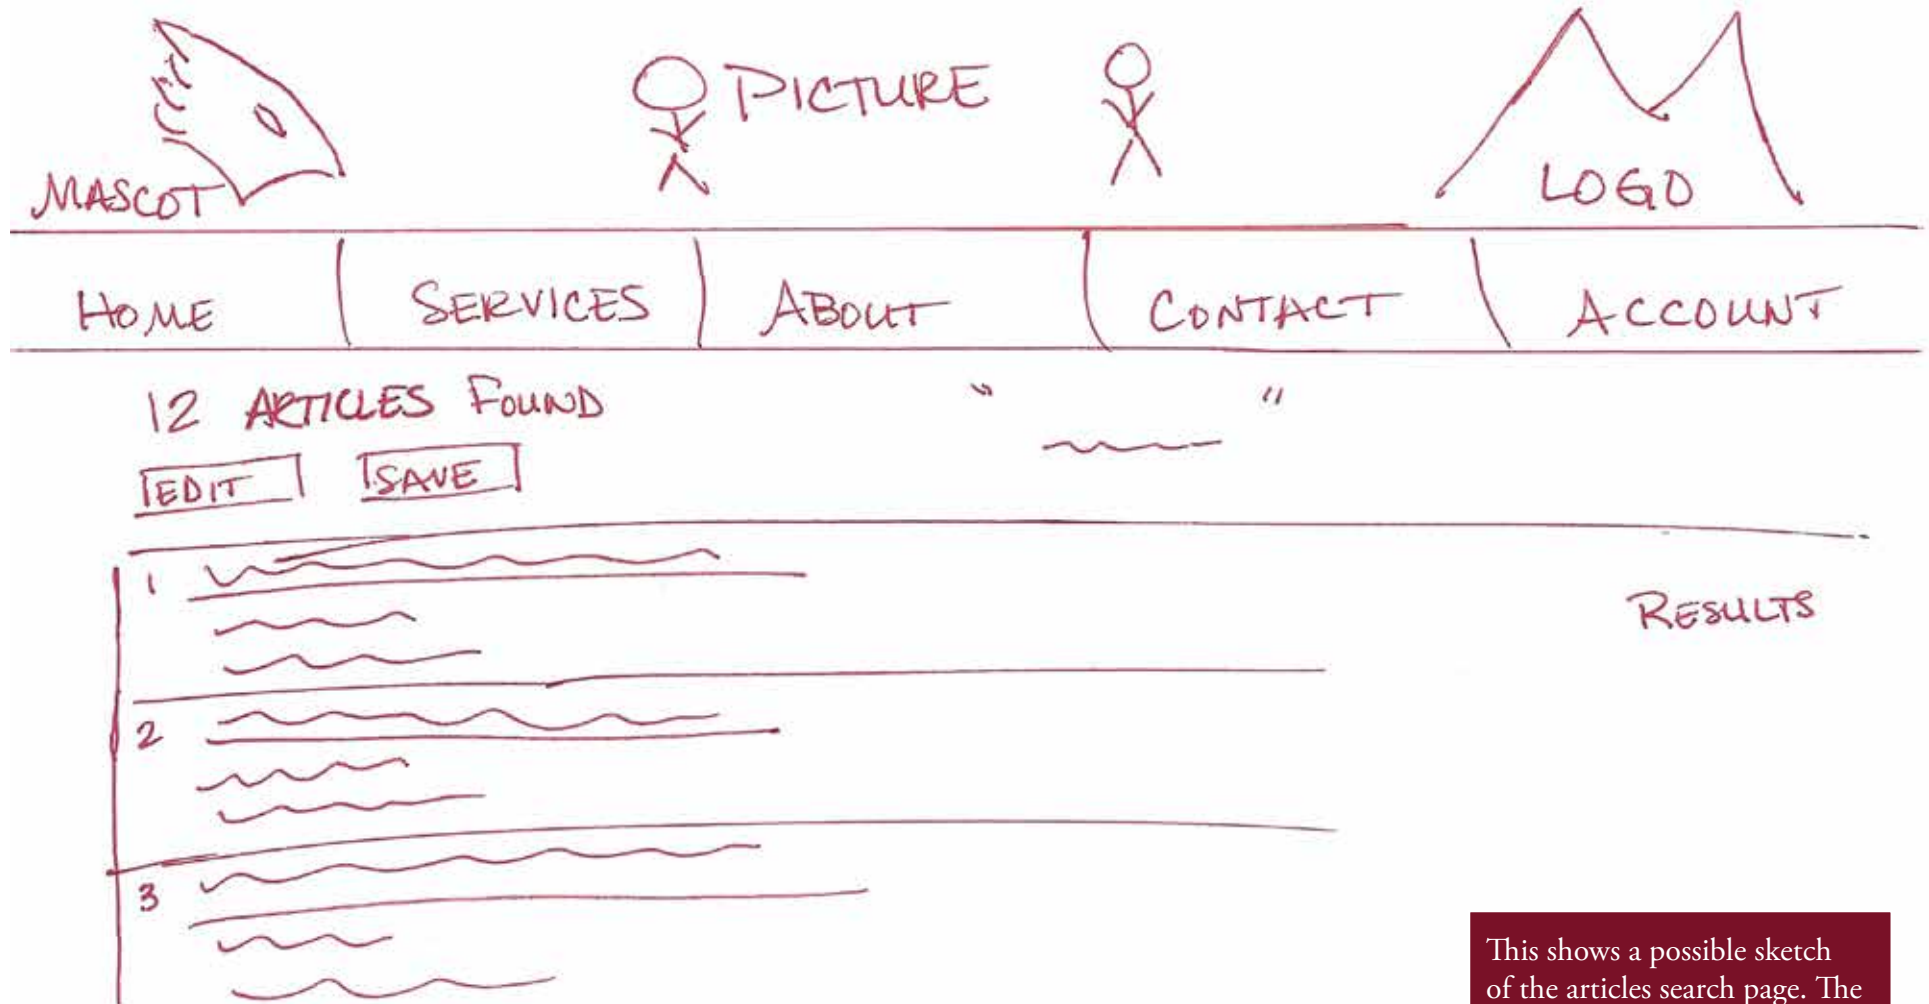 PICTURE
MASCOT
LOGO
HOME SERVICES ABOUT CONTACT ACCOUNT
12 ARTICLES FOUND " "
EDIT SAVE
1
RESULTS
2
3
This shows a possible sketch
of the articles search page. The